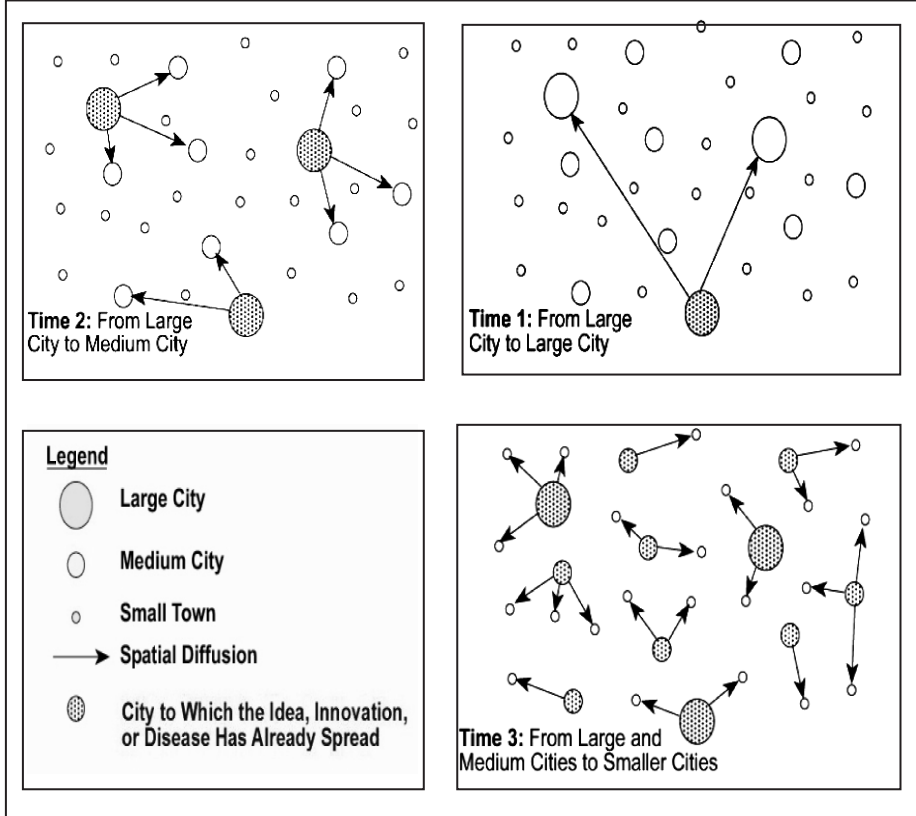 Time 2: From Large
City to Medium City
Time 1: From Large
City to Large City
Legend
Large City
Medium City
Small Town
Spatial Diffusion
City to Which the Idea, Innovation,
or Disease Has Already Spread
Time 3: From Large and
Medium Cities to Smaller Cities